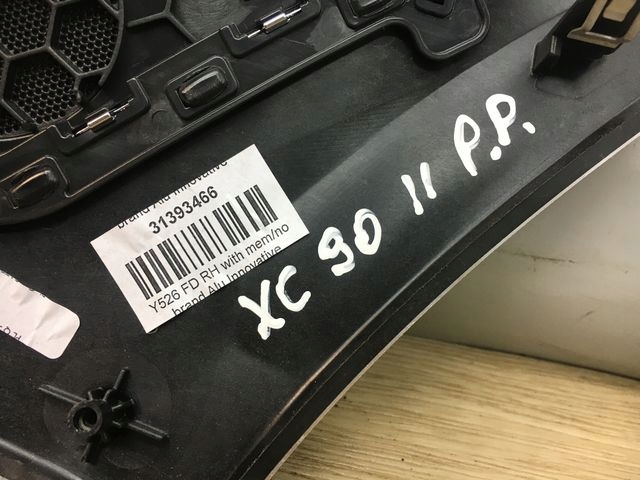 brand Alu Innovative
31393466
Y526 FD RH with mem/no
brand Alu Innovative
XC 90 II P.P.